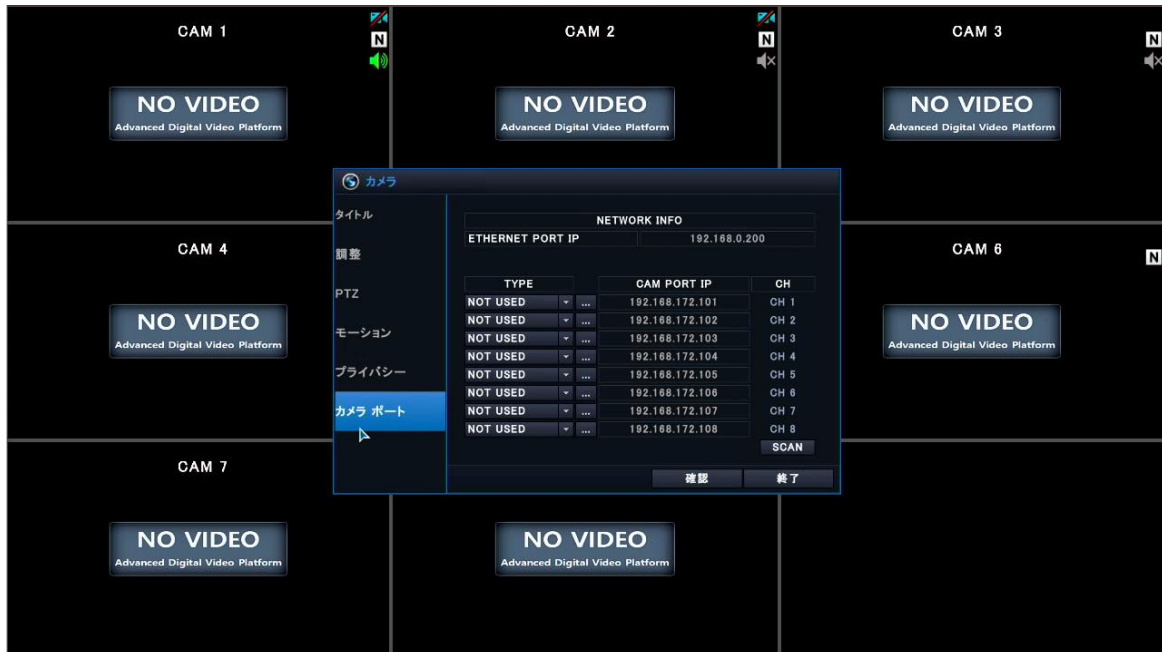 CAM 1
N
NO VIDEO
Advanced Digital Video Platform
CAM 2
N
NO VIDEO
Advanced Digital Video Platform
CAM 3
N
NO VIDEO
Advanced Digital Video Platform
CAM 4
NO VIDEO
Advanced Digital Video Platform
カメラ
タイトル
調整
PTZ
モーション
プライバシー
カメラ ポート
NETWORK INFO
ETHERNET PORT IP 192.168.0.200
TYPE CAM PORT IP CH
NOT USED ... 192.168.172.101 CH 1
NOT USED ... 192.168.172.102 CH 2
NOT USED ... 192.168.172.103 CH 3
NOT USED ... 192.168.172.104 CH 4
NOT USED ... 192.168.172.105 CH 5
NOT USED ... 192.168.172.106 CH 6
NOT USED ... 192.168.172.107 CH 7
NOT USED ... 192.168.172.108 CH 8
SCAN
確認 終了
CAM 6
N
NO VIDEO
Advanced Digital Video Platform
CAM 7
NO VIDEO
Advanced Digital Video Platform
NO VIDEO
Advanced Digital Video Platform